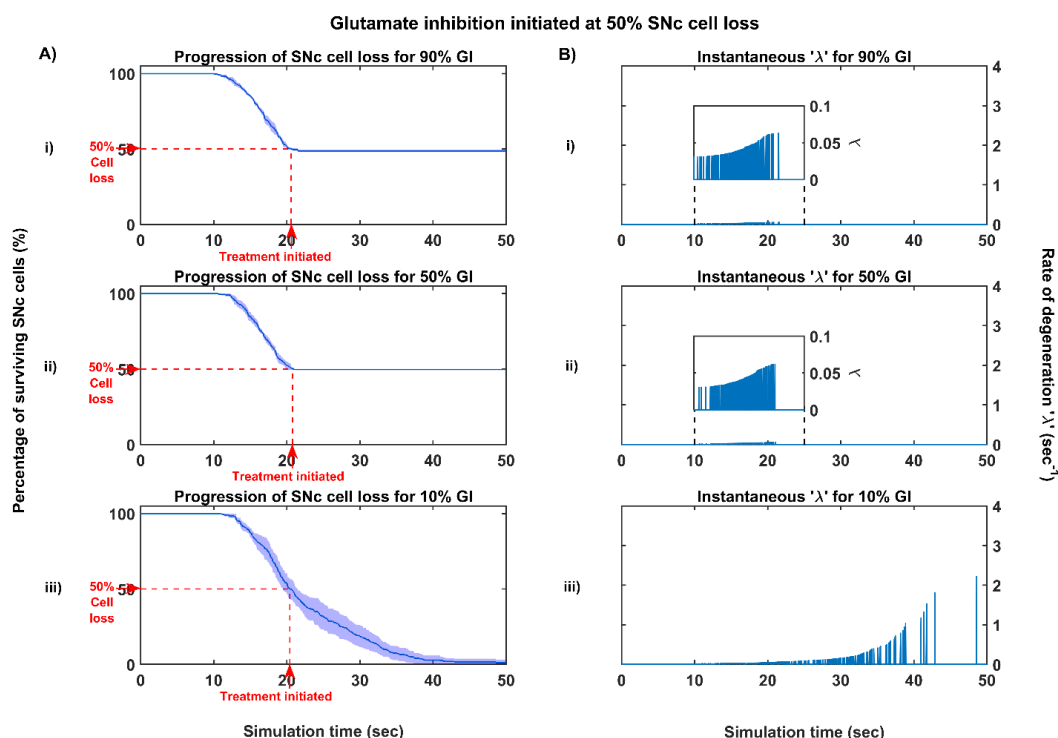 Glutamate inhibition initiated at 50% SNc cell loss
A)
Progression of SNc cell loss for 90% GI
100
50
0
0 10 20 30 40 50
50%
Cell
loss
i)
Treatment initiated
Progression of SNc cell loss for 50% GI
100
50
0
0 10 20 30 40 50
50%
Cell
loss
ii)
Treatment initiated
Progression of SNc cell loss for 10% GI
100
50
0
0 10 20 30 40 50
50%
Cell
loss
iii)
Treatment initiated
Percentage of surviving SNc cells (%)
Simulation time (sec)
B)
Instantaneous 'λ' for 90% GI
i)
0.1
0.05
0
λ
4
3
2
1
0
0 10 20 30 40 50
Instantaneous 'λ' for 50% GI
ii)
0.1
0.05
0
λ
4
3
2
1
0
0 10 20 30 40 50
Instantaneous 'λ' for 10% GI
iii)
4
3
2
1
0
0 10 20 30 40 50
Rate of degeneration 'λ' (sec⁻¹)
Simulation time (sec)